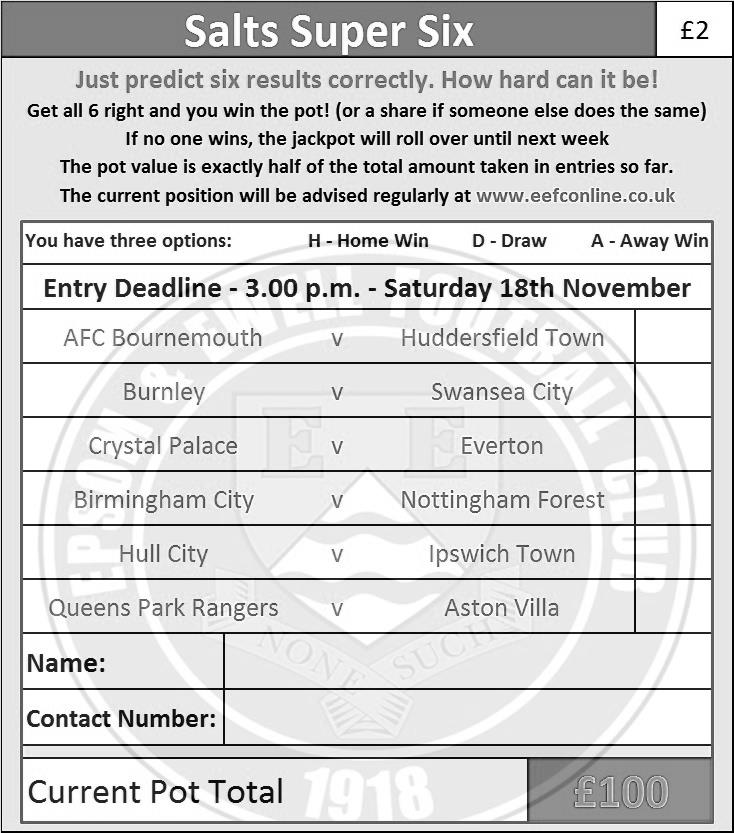 Salts Super Six £2
Just predict six results correctly. How hard can it be!
Get all 6 right and you win the pot! (or a share if someone else does the same)
If no one wins, the jackpot will roll over until next week
The pot value is exactly half of the total amount taken in entries so far.
The current position will be advised regularly at www.eefconline.co.uk
You have three options: H - Home Win D - Draw A - Away Win
Entry Deadline - 3.00 p.m. - Saturday 18th November
AFC Bournemouth v Huddersfield Town
Burnley v Swansea City
Crystal Palace v Everton
Birmingham City v Nottingham Forest
Hull City v Ipswich Town
Queens Park Rangers v Aston Villa
Name:
Contact Number:
Current Pot Total £100
EPSOM & EWELL FOOTBALL CLUB
E E
NONE SUCH
1918